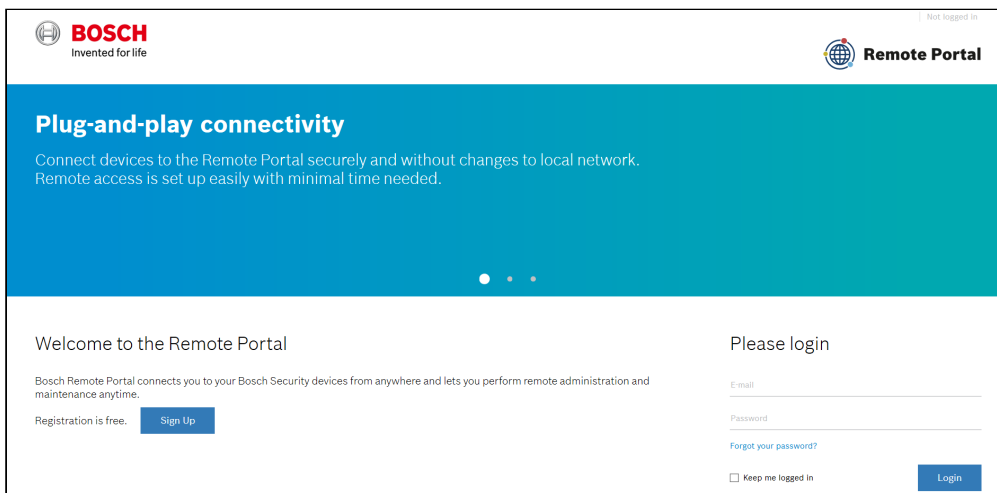 Not logged in
BOSCH
Invented for life
Remote Portal
Plug-and-play connectivity
Connect devices to the Remote Portal securely and without changes to local network.
Remote access is set up easily with minimal time needed.
Welcome to the Remote Portal
Bosch Remote Portal connects you to your Bosch Security devices from anywhere and lets you perform remote administration and
maintenance anytime.
Registration is free.
Sign Up
Please login
E-mail
Password
Forgot your password?
Keep me logged in
Login